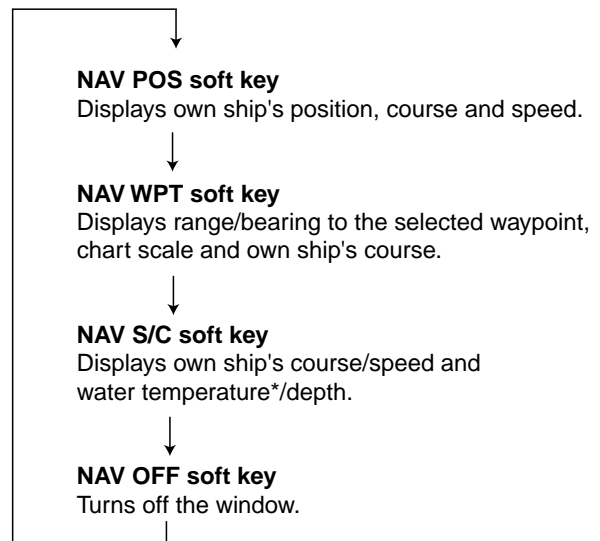 NAV POS soft key
Displays own ship's position, course and speed.
NAV WPT soft key
Displays range/bearing to the selected waypoint,
chart scale and own ship's course.
NAV S/C soft key
Displays own ship's course/speed and
water temperature*/depth.
NAV OFF soft key
Turns off the window.